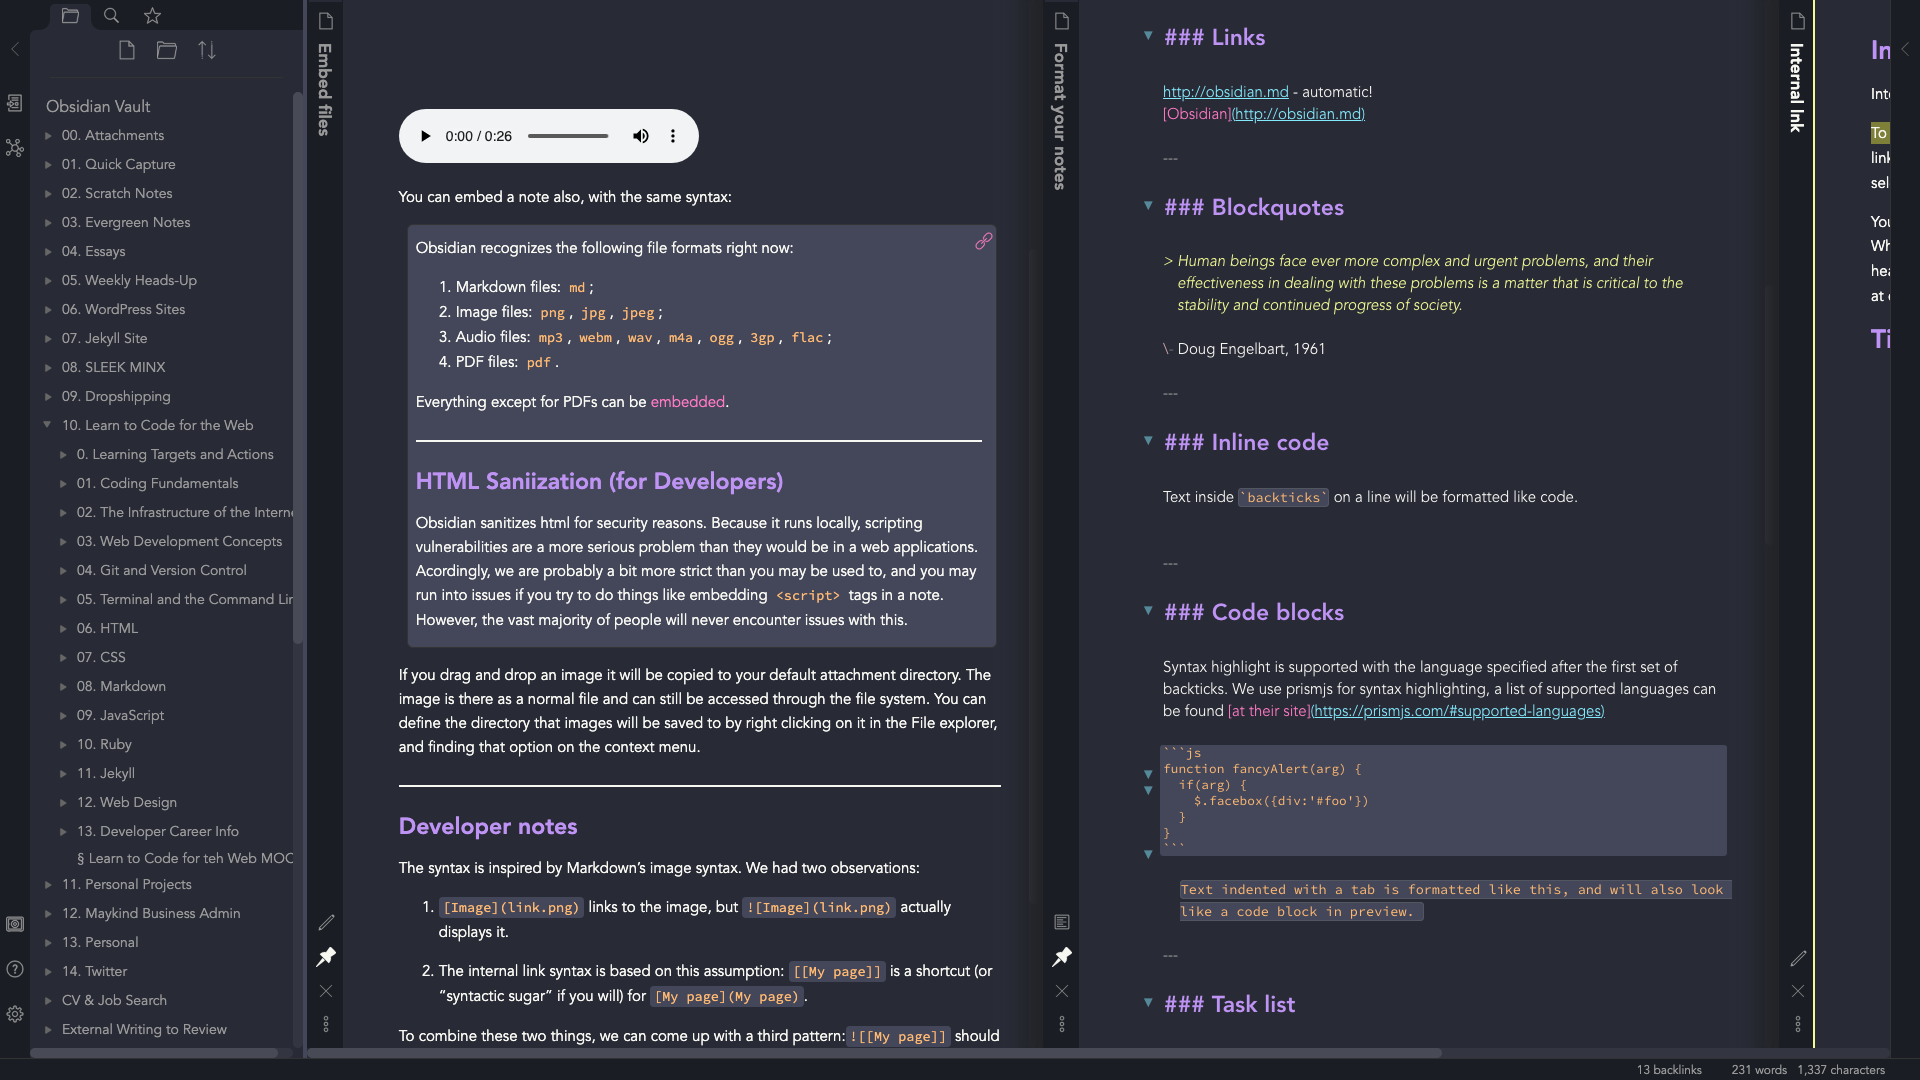 Obsidian Vault
00. Attachments
01. Quick Capture
02. Scratch Notes
03. Evergreen Notes
04. Essays
05. Weekly Heads-Up
06. WordPress Sites
07. Jekyll Site
08. SLEEK MINX
09. Dropshipping
10. Learn to Code for the Web
0. Learning Targets and Actions
01. Coding Fundamentals
02. The Infrastructure of the Interne
03. Web Development Concepts
04. Git and Version Control
05. Terminal and the Command Lin
06. HTML
07. CSS
08. Markdown
09. JavaScript
10. Ruby
11. Jekyll
12. Web Design
13. Developer Career Info
§ Learn to Code for teh Web MOC
11. Personal Projects
12. Maykind Business Admin
13. Personal
14. Twitter
CV & Job Search
External Writing to Review
Embed files
0:00 / 0:26
You can embed a note also, with the same syntax:
Obsidian recognizes the following file formats right now:
1. Markdown files: md ;
2. Image files: png , jpg , jpeg ;
3. Audio files: mp3 , webm , wav , m4a , ogg , 3gp , flac ;
4. PDF files: pdf .
Everything except for PDFs can be embedded.
HTML Saniization (for Developers)
Obsidian sanitizes html for security reasons. Because it runs locally, scripting
vulnerabilities are a more serious problem than they would be in a web applications.
Acordingly, we are probably a bit more strict than you may be used to, and you may
run into issues if you try to do things like embedding <script> tags in a note.
However, the vast majority of people will never encounter issues with this.
If you drag and drop an image it will be copied to your default attachment directory. The
image is there as a normal file and can still be accessed through the file system. You can
define the directory that images will be saved to by right clicking on it in the File explorer,
and finding that option on the context menu.
Developer notes
The syntax is inspired by Markdown’s image syntax. We had two observations:
1. [Image](link.png) links to the image, but ![Image](link.png) actually
displays it.
2. The internal link syntax is based on this assumption: [[My page]] is a shortcut (or
“syntactic sugar” if you will) for [My page](My page).
To combine these two things, we can come up with a third pattern: ![[My page]] should
Format your notes
### Links
http://obsidian.md - automatic!
[Obsidian](http://obsidian.md)
---
### Blockquotes
> Human beings face ever more complex and urgent problems, and their
effectiveness in dealing with these problems is a matter that is critical to the
stability and continued progress of society.
\- Doug Engelbart, 1961
---
### Inline code
Text inside `backticks` on a line will be formatted like code.
---
### Code blocks
Syntax highlight is supported with the language specified after the first set of
backticks. We use prismjs for syntax highlighting, a list of supported languages can
be found [at their site](https://prismjs.com/#supported-languages)
```js
function fancyAlert(arg) {
if(arg) {
$.facebox({div:'#foo'})
}
}
```
Text indented with a tab is formatted like this, and will also look
like a code block in preview.
---
### Task list
Internal lnk
In
Inte
To
link
sel
You
Wh
hea
at
Ti
13 backlinks
231 words
1,337 characters